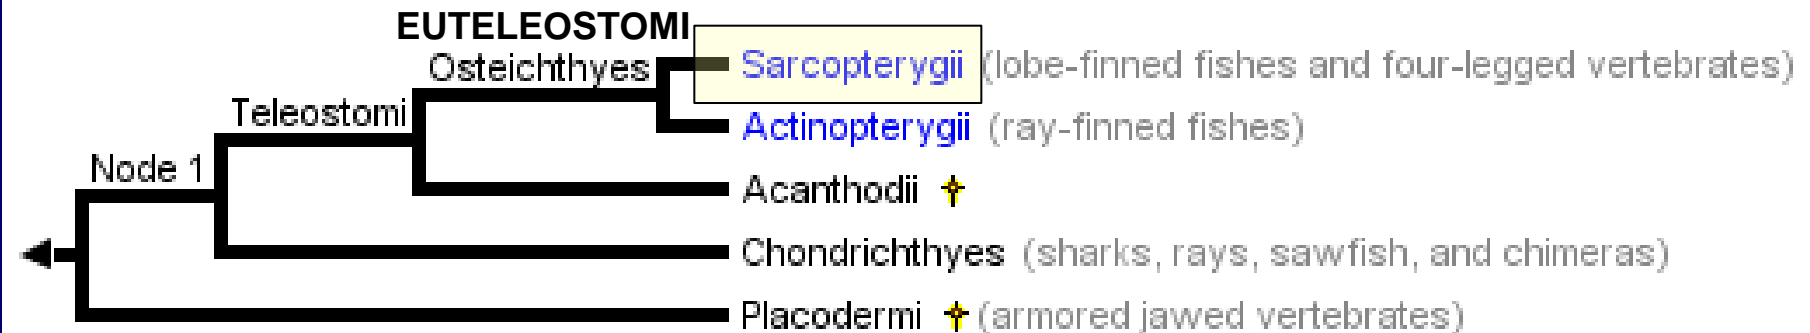 EUTELEOSTOMI
Osteichthyes
Sarcopterygii (lobe-finned fishes and four-legged vertebrates)
Teleostomi
Actinopterygii (ray-finned fishes)
Node 1
Acanthodii †
Chondrichthyes (sharks, rays, sawfish, and chimeras)
Placodermi † (armored jawed vertebrates)